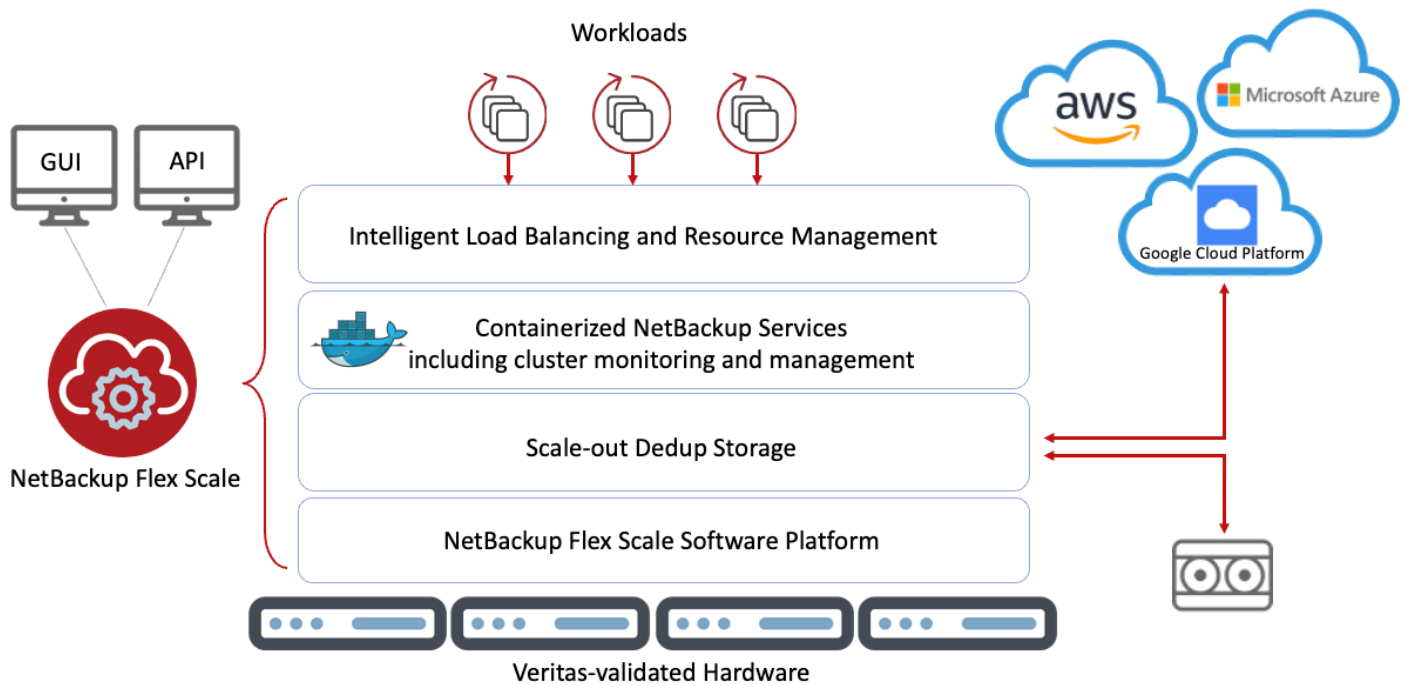 Workloads
GUI
API
aws
Microsoft Azure
Google Cloud Platform
Intelligent Load Balancing and Resource Management
Containerized NetBackup Services
including cluster monitoring and management
Scale-out Dedup Storage
NetBackup Flex Scale
NetBackup Flex Scale Software Platform
Veritas-validated Hardware